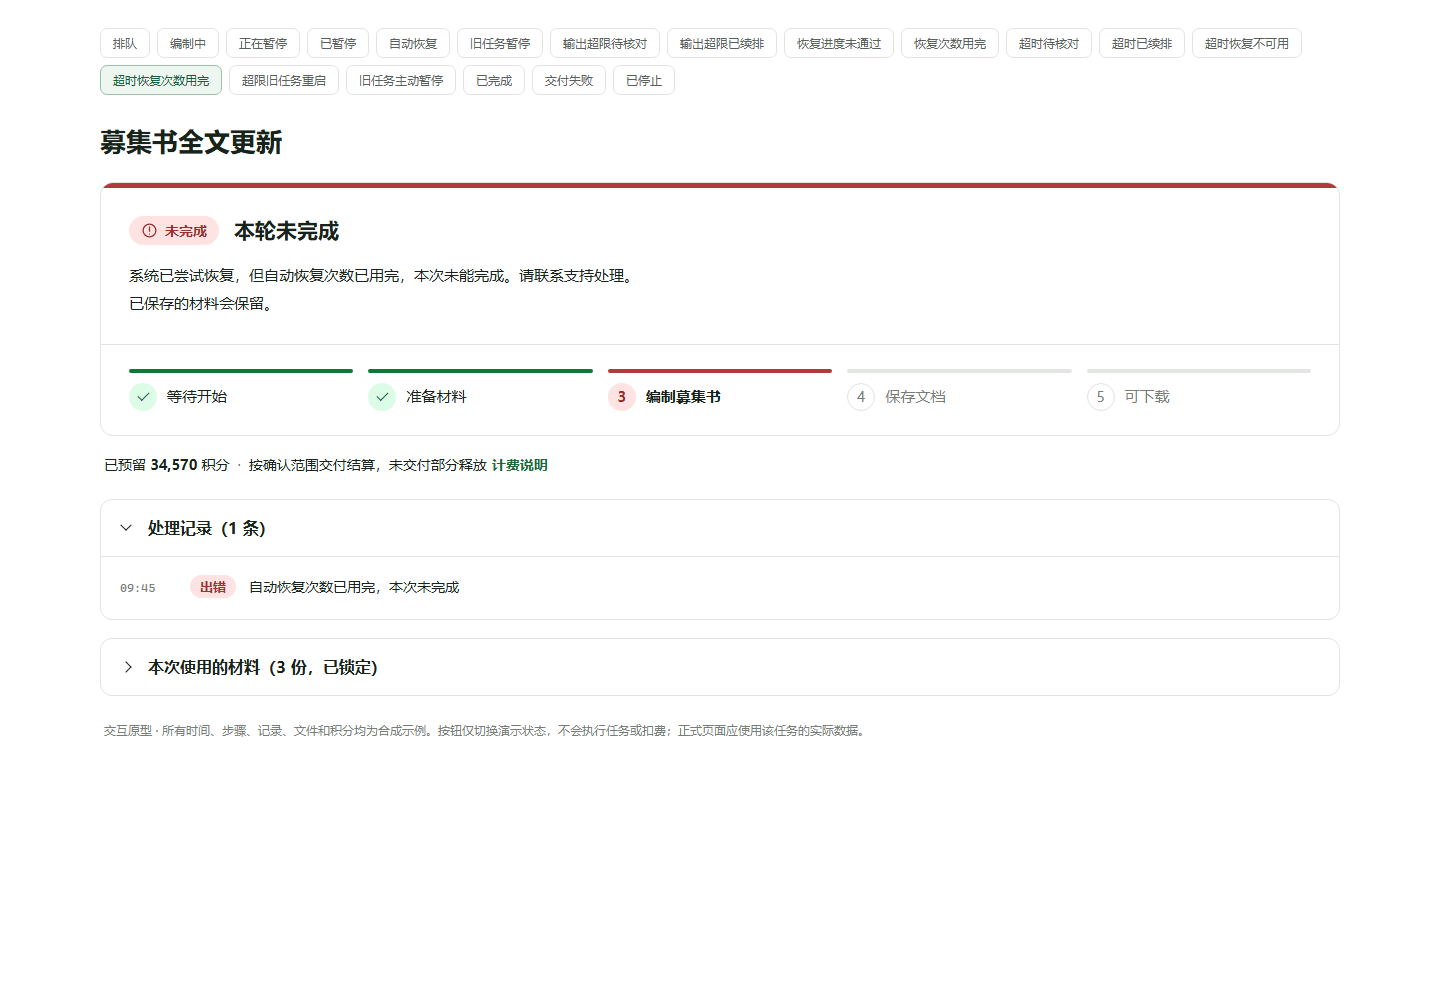 排队 编制中 正在暂停 已暂停 自动恢复 旧任务暂停 输出超限待核对 输出超限已续排 恢复进度未通过 恢复次数用完 超时待核对 超时已续排 超时恢复不可用
超时恢复次数用完 超限旧任务重启 旧任务主动暂停 已完成 交付失败 已停止
募集书全文更新
未完成 本轮未完成
系统已尝试恢复，但自动恢复次数已用完，本次未能完成。请联系支持处理。
已保存的材料会保留。
等待开始 准备材料 3 编制募集书 4 保存文档 5 可下载
已预留 34,570 积分 · 按确认范围交付结算，未交付部分释放 计费说明
处理记录（1 条）
09:45 出错 自动恢复次数已用完，本次未完成
本次使用的材料（3 份，已锁定）
交互原型 · 所有时间、步骤、记录、文件和积分均为合成示例。按钮仅切换演示状态，不会执行任务或扣费；正式页面应使用该任务的实际数据。